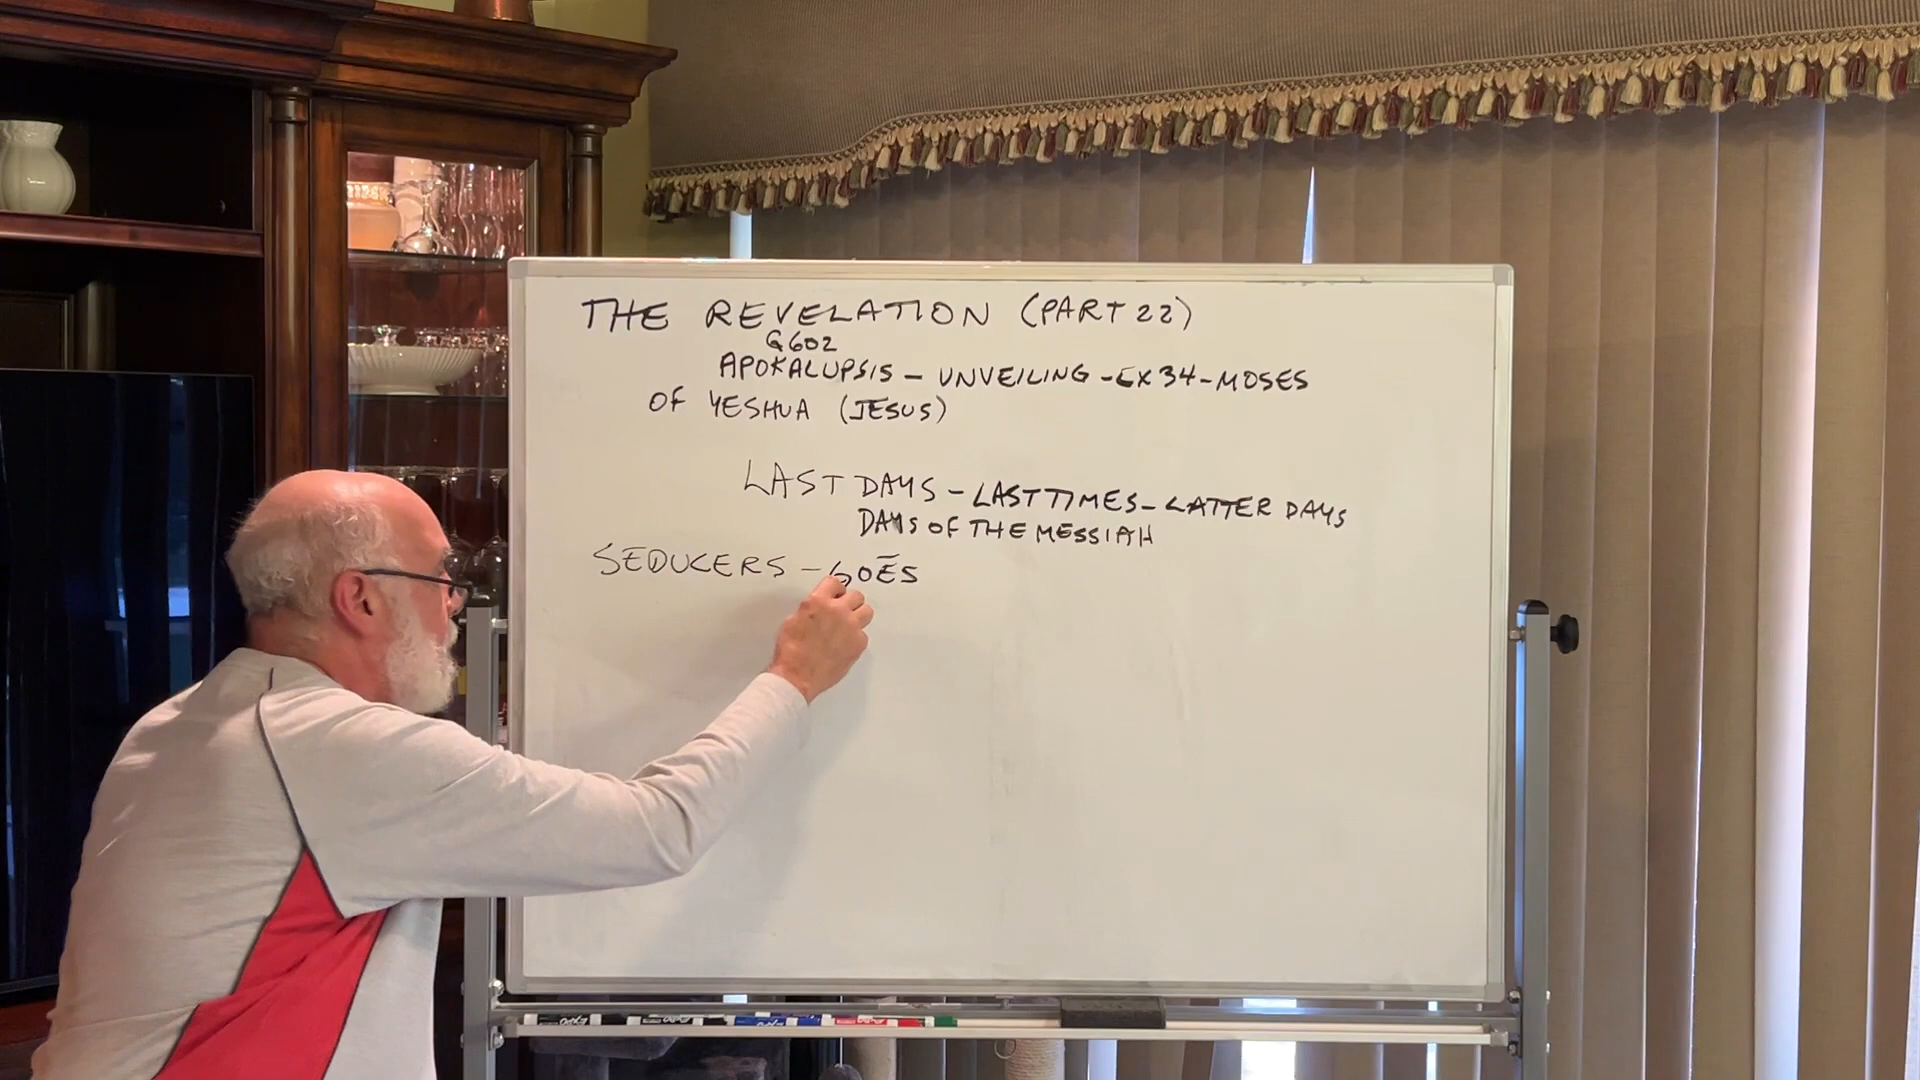 THE REVELATION (PART 22)
G602
APOKALUPSIS - UNVEILING - EX 34 - MOSES
OF YESHUA (JESUS)
LAST DAYS - LAST TIMES - LATTER DAYS
DAYS OF THE MESSIAH
SEDUCERS - GOĒS